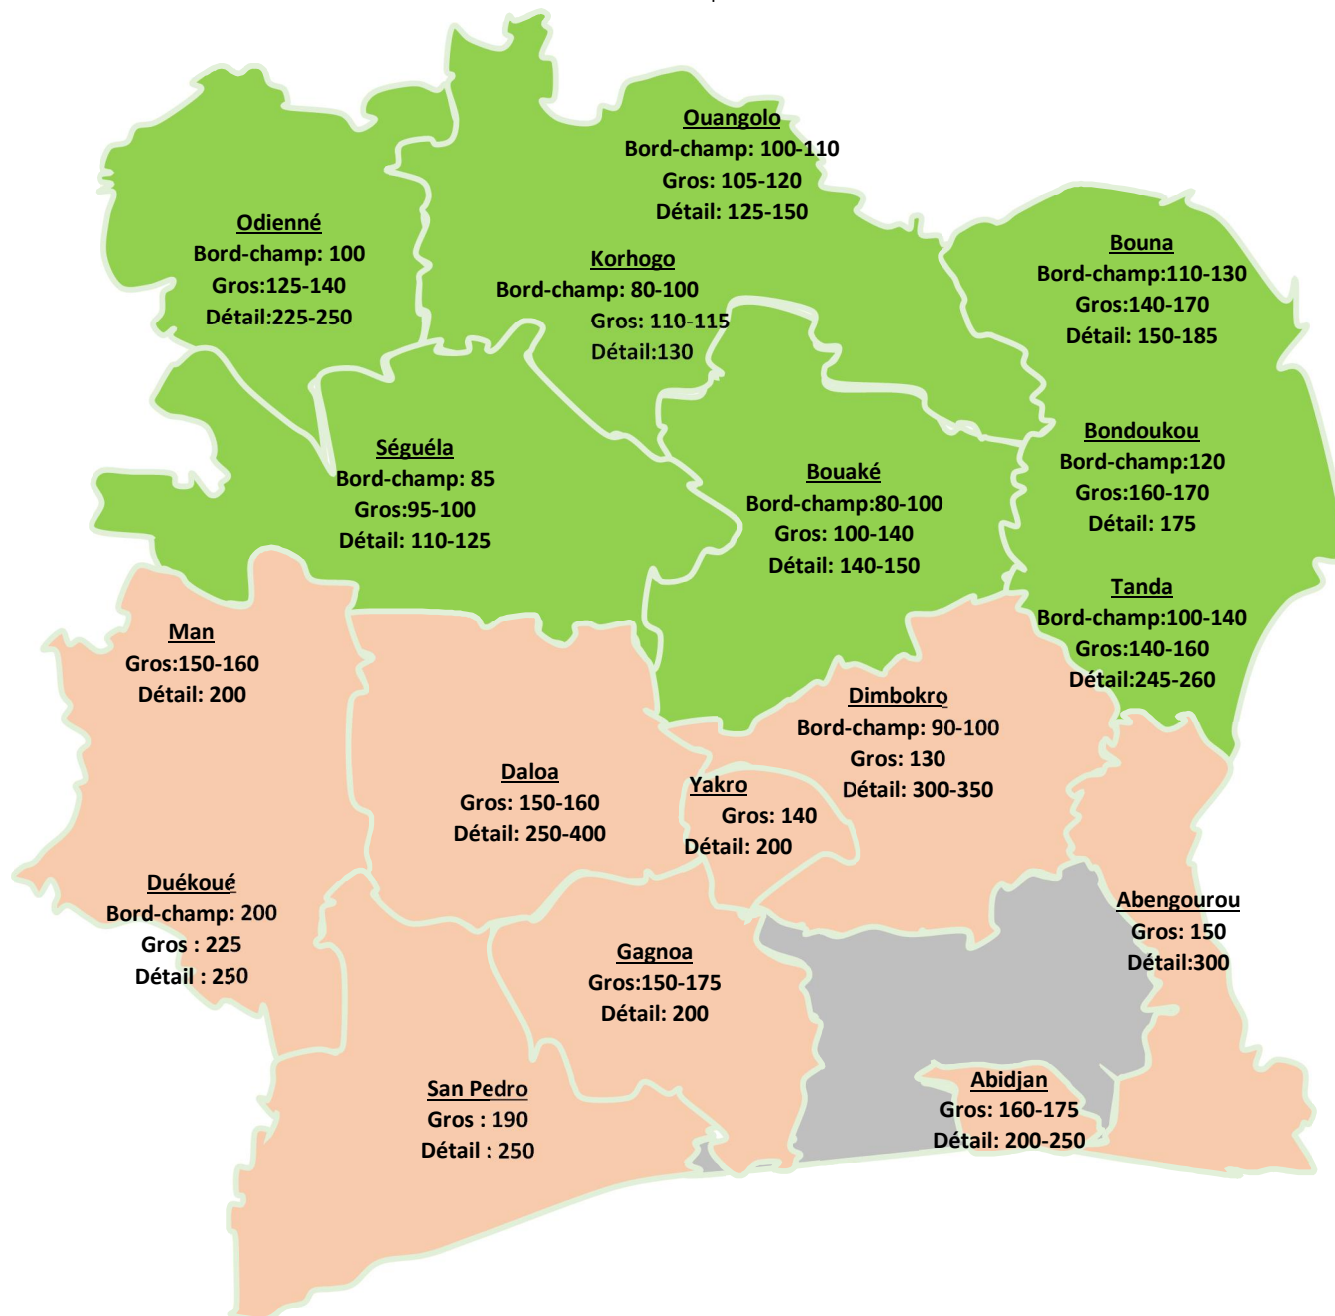 Ouangolo
Bord-champ: 100-110
Gros: 105-120
Détail: 125-150
Odienné
Bord-champ: 100
Gros:125-140
Détail:225-250
Korhogo
Bord-champ: 80-100
Gros: 110-115
Détail:130
Bouna
Bord-champ:110-130
Gros:140-170
Détail: 150-185
Séguéla
Bord-champ: 85
Gros:95-100
Détail: 110-125
Bouaké
Bord-champ:80-100
Gros: 100-140
Détail: 140-150
Bondoukou
Bord-champ:120
Gros:160-170
Détail: 175
Tanda
Bord-champ:100-140
Gros:140-160
Détail:245-260
Man
Gros:150-160
Détail: 200
Dimbokro
Bord-champ: 90-100
Gros: 130
Détail: 300-350
Daloa
Gros: 150-160
Détail: 250-400
Yakro
Gros: 140
Détail: 200
Duékoué
Bord-champ: 200
Gros : 225
Détail : 250
Gagnoa
Gros:150-175
Détail: 200
Abengourou
Gros: 150
Détail:300
San Pedro
Gros : 190
Détail : 250
Abidjan
Gros: 160-175
Détail: 200-250